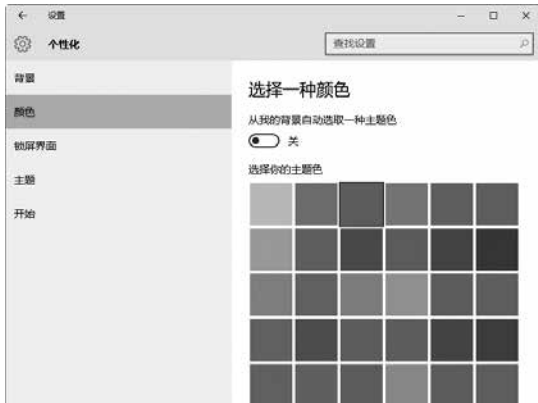 设置
个性化
查找设置
背景
颜色
锁屏界面
主题
开始
选择一种颜色
从我的背景自动选取一种主题色
关
选择你的主题色